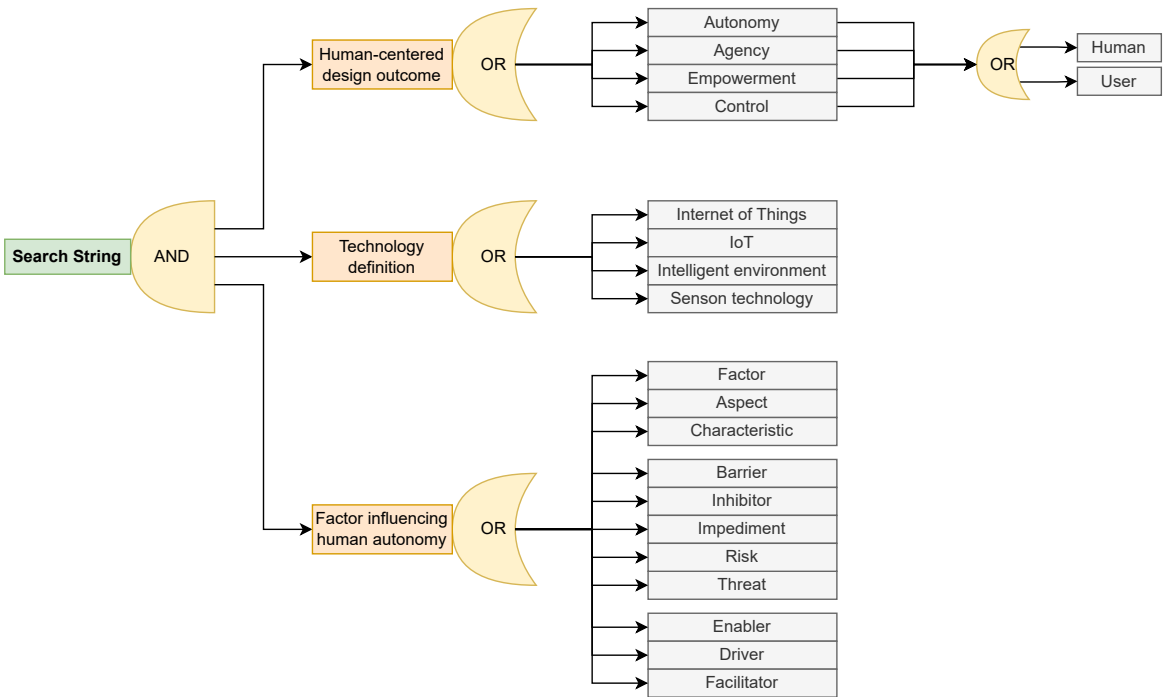 Search String
AND
Human-centered
design outcome
OR
Autonomy
Agency
Empowerment
Control
OR
Human
User
Technology
definition
OR
Internet of Things
IoT
Intelligent environment
Senson technology
Factor influencing
human autonomy
OR
Factor
Aspect
Characteristic
Barrier
Inhibitor
Impediment
Risk
Threat
Enabler
Driver
Facilitator